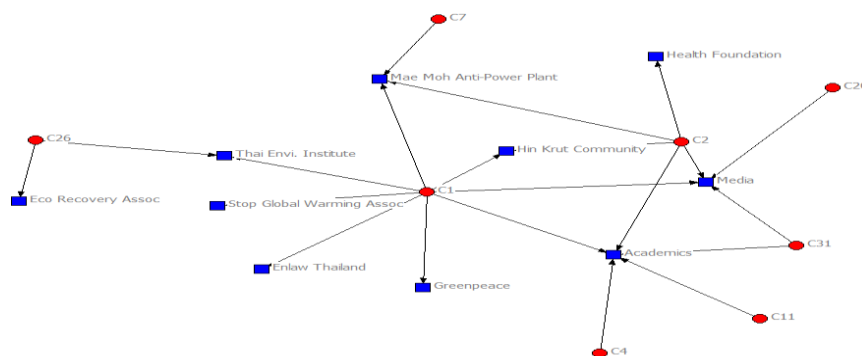 C7
Health Foundation
Mae Moh Anti-Power Plant
C26
C2
Hin Krut Community
Thai Envi. Institute
Media
C1
Eco Recovery Assoc
Stop Global Warming Assoc
C31
Academics
Enlaw Thailand
Greenpeace
C11
C4